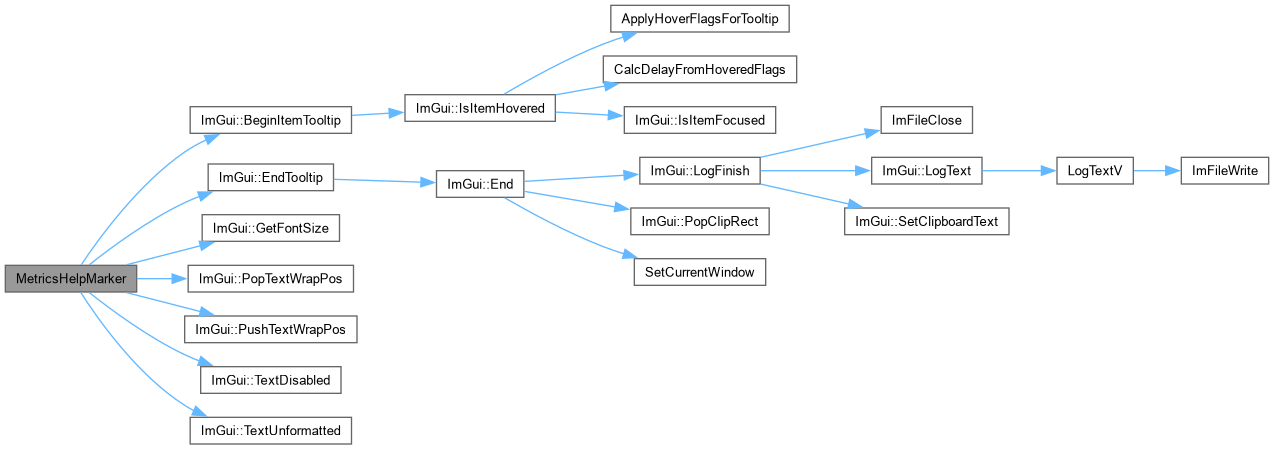 MetricsHelpMarker
ImGui::BeginItemTooltip
ImGui::IsItemHovered
ApplyHoverFlagsForTooltip
CalcDelayFromHoveredFlags
ImGui::IsItemFocused
ImGui::EndTooltip
ImGui::End
ImGui::LogFinish
ImFileClose
ImGui::LogText
LogTextV
ImFileWrite
ImGui::SetClipboardText
ImGui::PopClipRect
SetCurrentWindow
ImGui::GetFontSize
ImGui::PopTextWrapPos
ImGui::PushTextWrapPos
ImGui::TextDisabled
ImGui::TextUnformatted